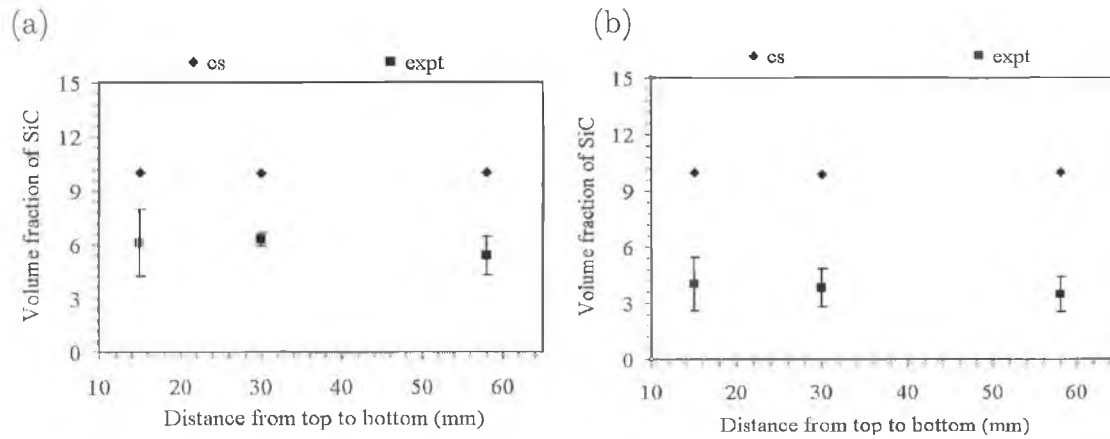 (a)
cs expt
15
12
9
6
3
0
Volume fraction of SiC
10 20 30 40 50 60
Distance from top to bottom (mm)
(b)
cs expt
15
12
9
6
3
0
Volume fraction of SiC
10 20 30 40 50 60
Distance from top to bottom (mm)